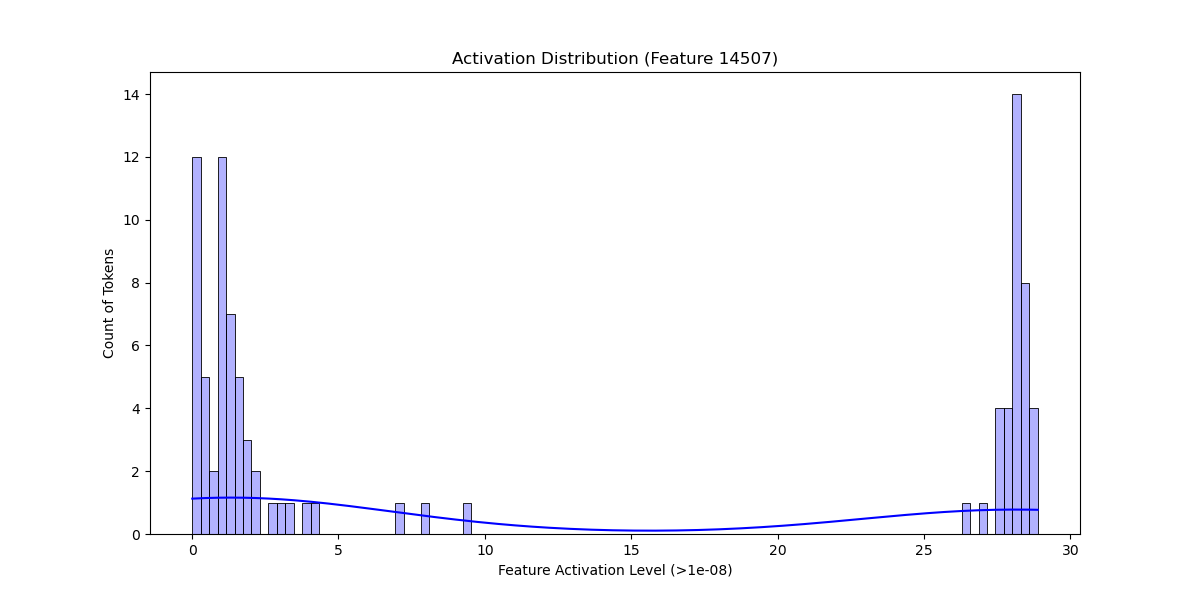 Activation Distribution (Feature 14507)
14
12
10
8
6
4
2
0
Count of Tokens
0 5 10 15 20 25 30
Feature Activation Level (>1e-08)